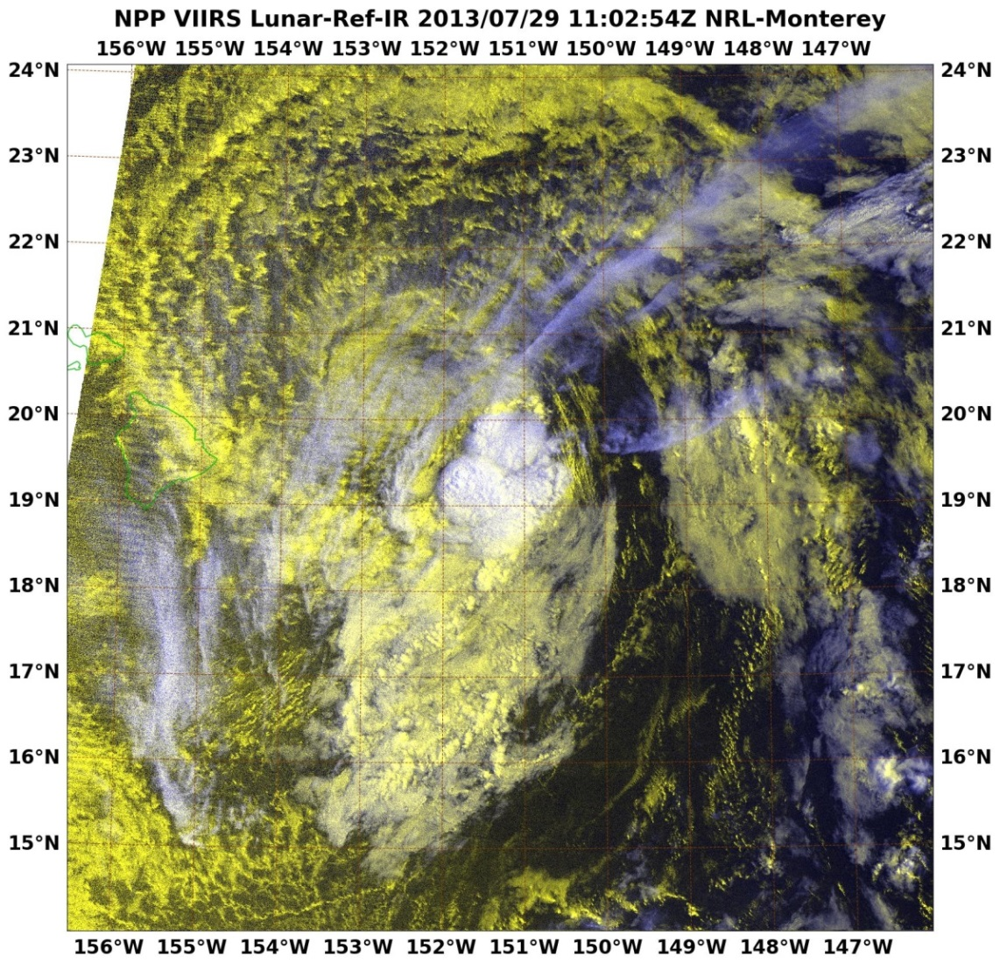 NPP VIIRS Lunar-Ref-IR 2013/07/29 11:02:54Z NRL-Monterey
156°W 155°W 154°W 153°W 152°W 151°W 150°W 149°W 148°W 147°W
24°N 24°N
23°N 23°N
22°N 22°N
21°N 21°N
20°N 20°N
19°N 19°N
18°N 18°N
17°N 17°N
16°N 16°N
15°N 15°N
156°W 155°W 154°W 153°W 152°W 151°W 150°W 149°W 148°W 147°W